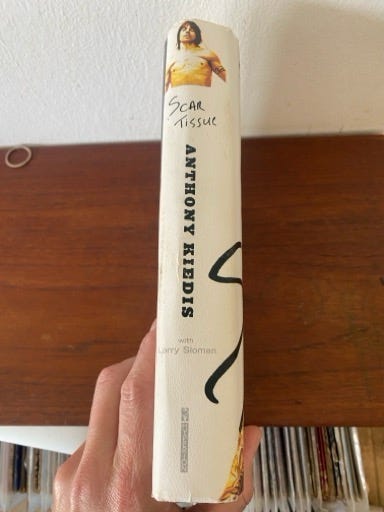 SCAR
TISSUE
ANTHONY KIEDIS
with
Larry Sloman